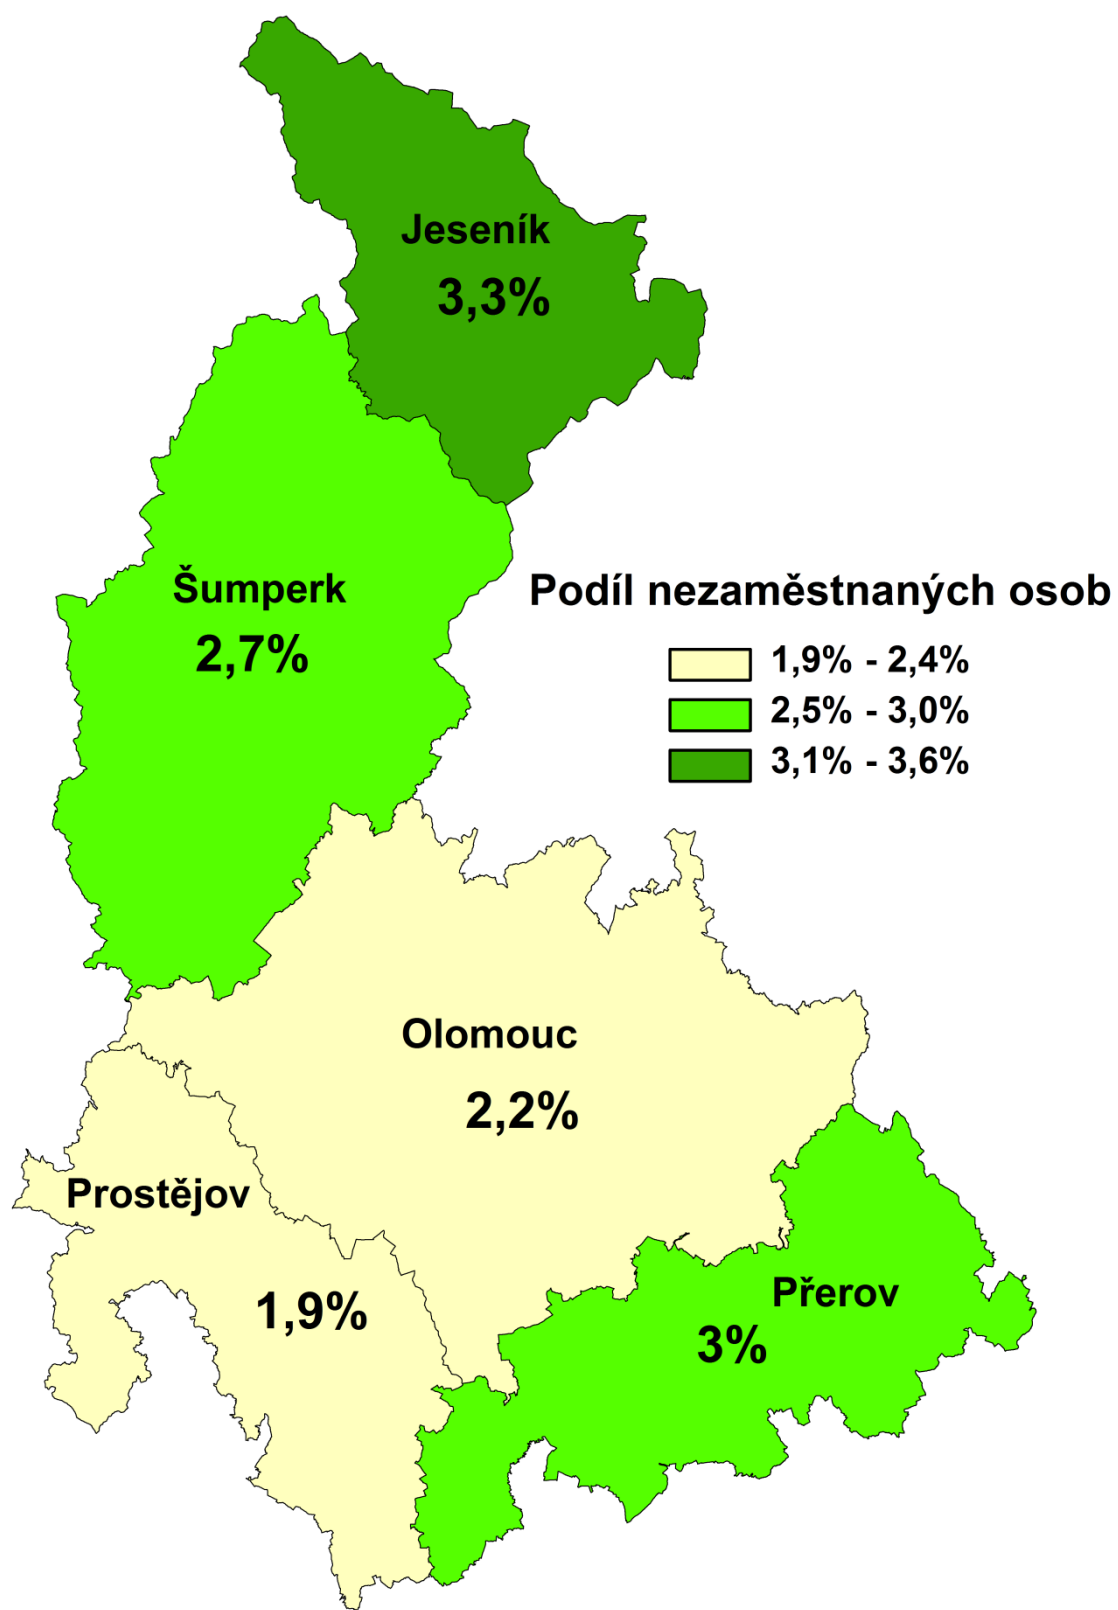 Jeseník
3,3%
Šumperk
2,7%
Podíl nezaměstnaných osob
1,9% - 2,4%
2,5% - 3,0%
3,1% - 3,6%
Olomouc
2,2%
Prostějov
1,9%
Přerov
3%